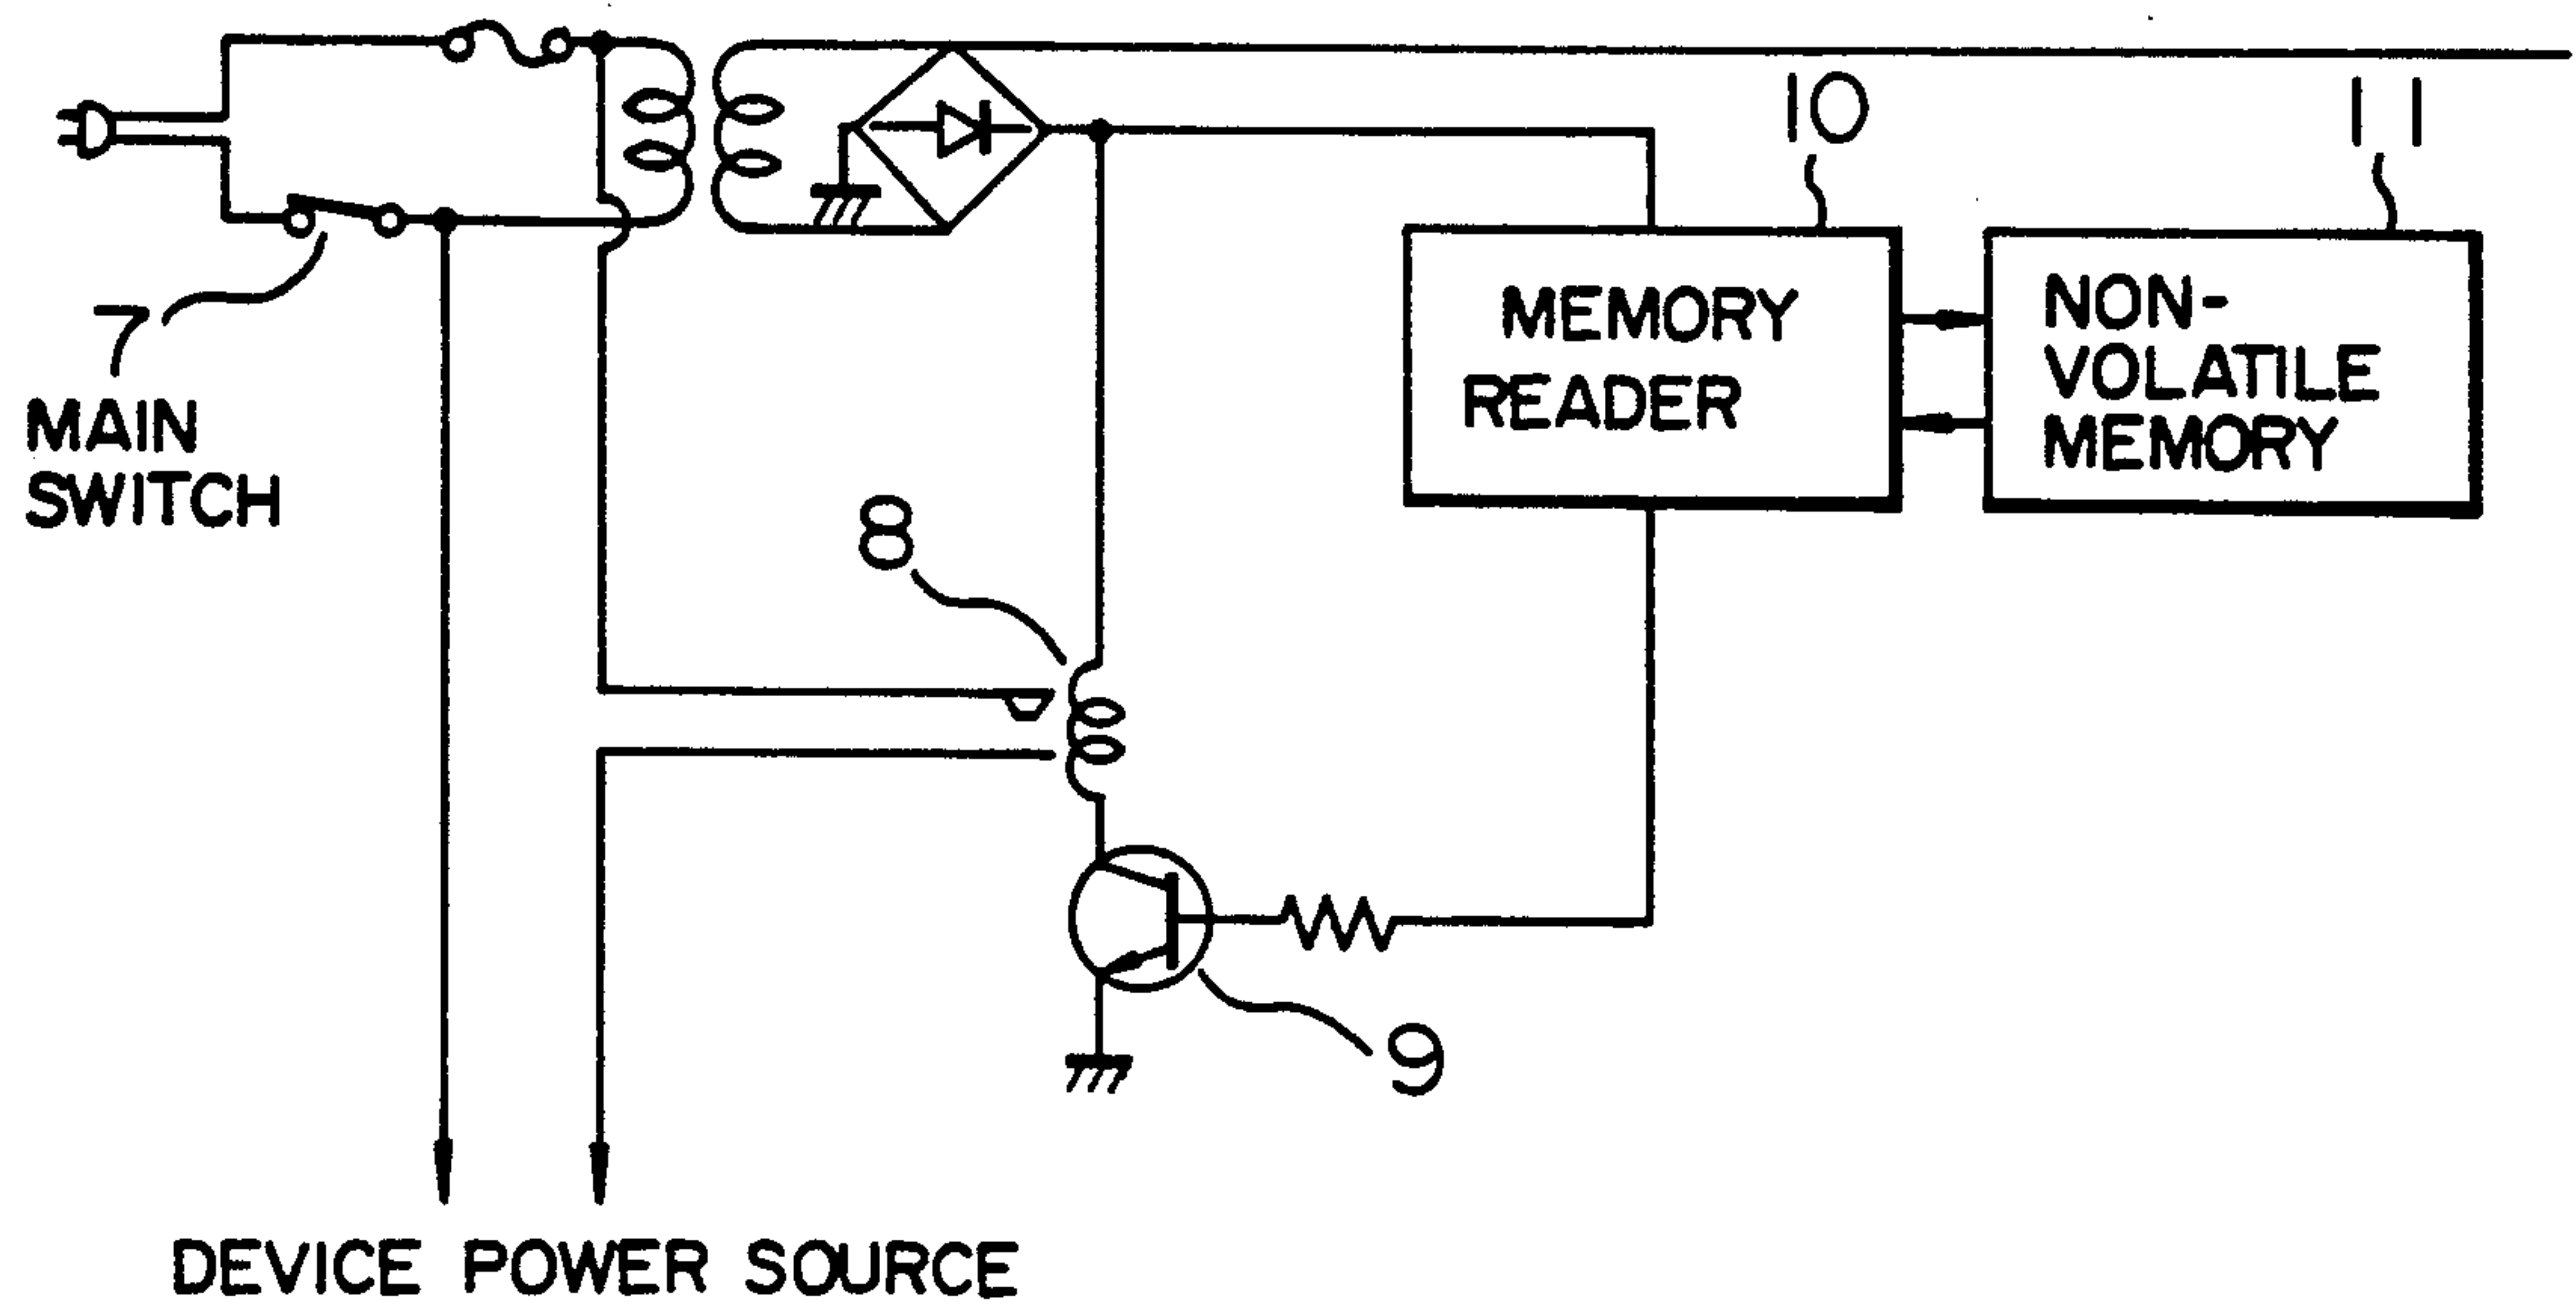 10
11
MEMORY
READER
NON-
VOLATILE
MEMORY
7
MAIN
SWITCH
8
9
DEVICE POWER SOURCE